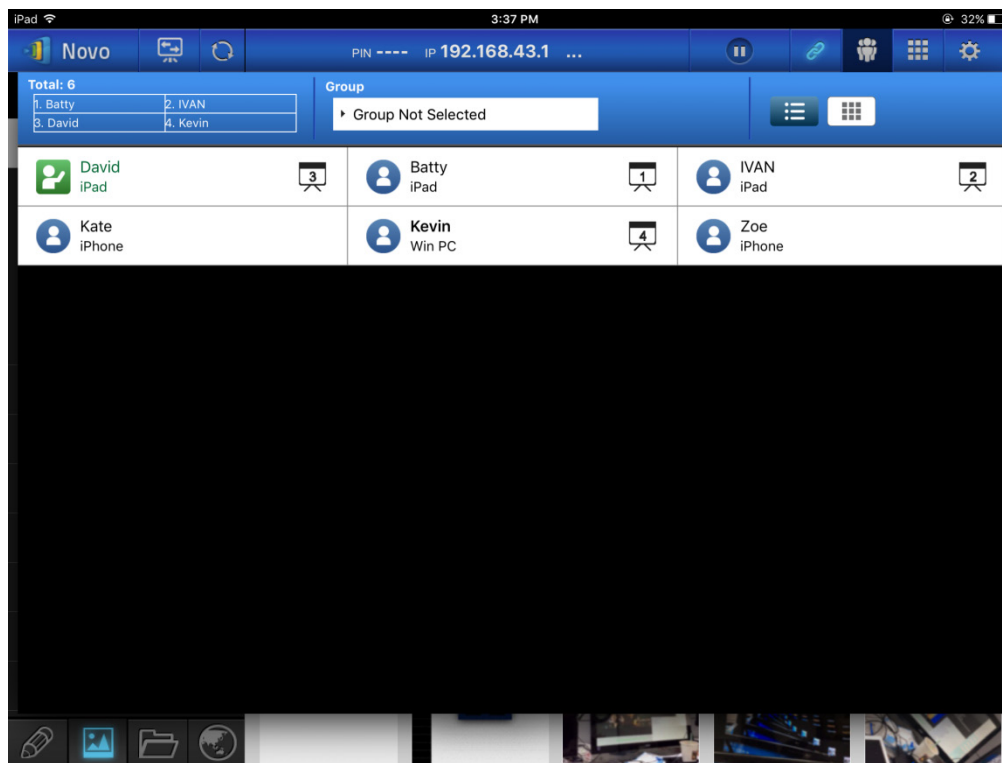 iPad 3:37 PM 32%
Novo PIN ---- IP 192.168.43.1 ...
Total: 6
1. Batty 2. IVAN
3. David 4. Kevin
Group
Group Not Selected
David
iPad
3
Batty
iPad
1
IVAN
iPad
2
Kate
iPhone
Kevin
Win PC
4
Zoe
iPhone